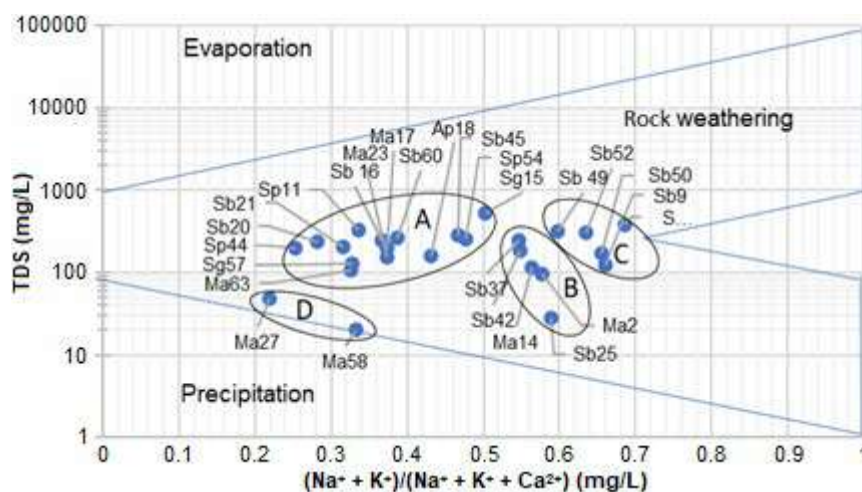 100000
10000
1000
100
10
1
TDS (mg/L)
Evaporation
Rock weathering
Precipitation
Ap18
Ma17
Sb45
Ma23
Sb60
Sp54
Sb 16
Sg15
Sp11
Sb21
Sb20
Sp44
Sg57
Ma63
A
Sb52
Sb 49
Sb50
Sb9
S...
C
Sb37
B
Sb42
Ma2
Ma14
Sb25
D
Ma27
Ma58
0 0.1 0.2 0.3 0.4 0.5 0.6 0.7 0.8 0.9
(Na⁺ + K⁺)/(Na⁺ + K⁺ + Ca²⁺) (mg/L)